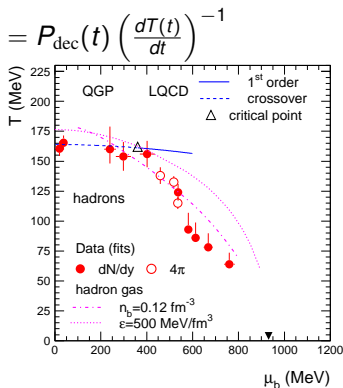 = P_dec(t) (dT(t)/dt)^{-1}
T (MeV)
225
200
175
150
125
100
75
50
25
0
QGP LQCD
1st order
crossover
critical point
hadrons
Data (fits)
dN/dy 4π
hadron gas
n_b=0.12 fm^-3
ε=500 MeV/fm^3
0 200 400 600 800 1000 1200
μ_b (MeV)